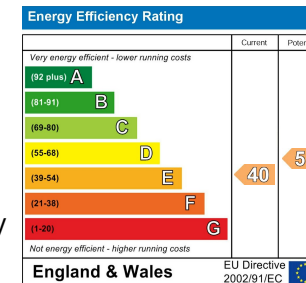 Energy Efficiency Rating
Current
Very energy efficient - lower running costs
(92 plus) A
(81-91) B
(69-80) C
(55-68) D
(39-54) E
40
(21-38) F
(1-20) G
Not energy efficient - higher running costs
England & Wales
EU Directive
2002/91/EC